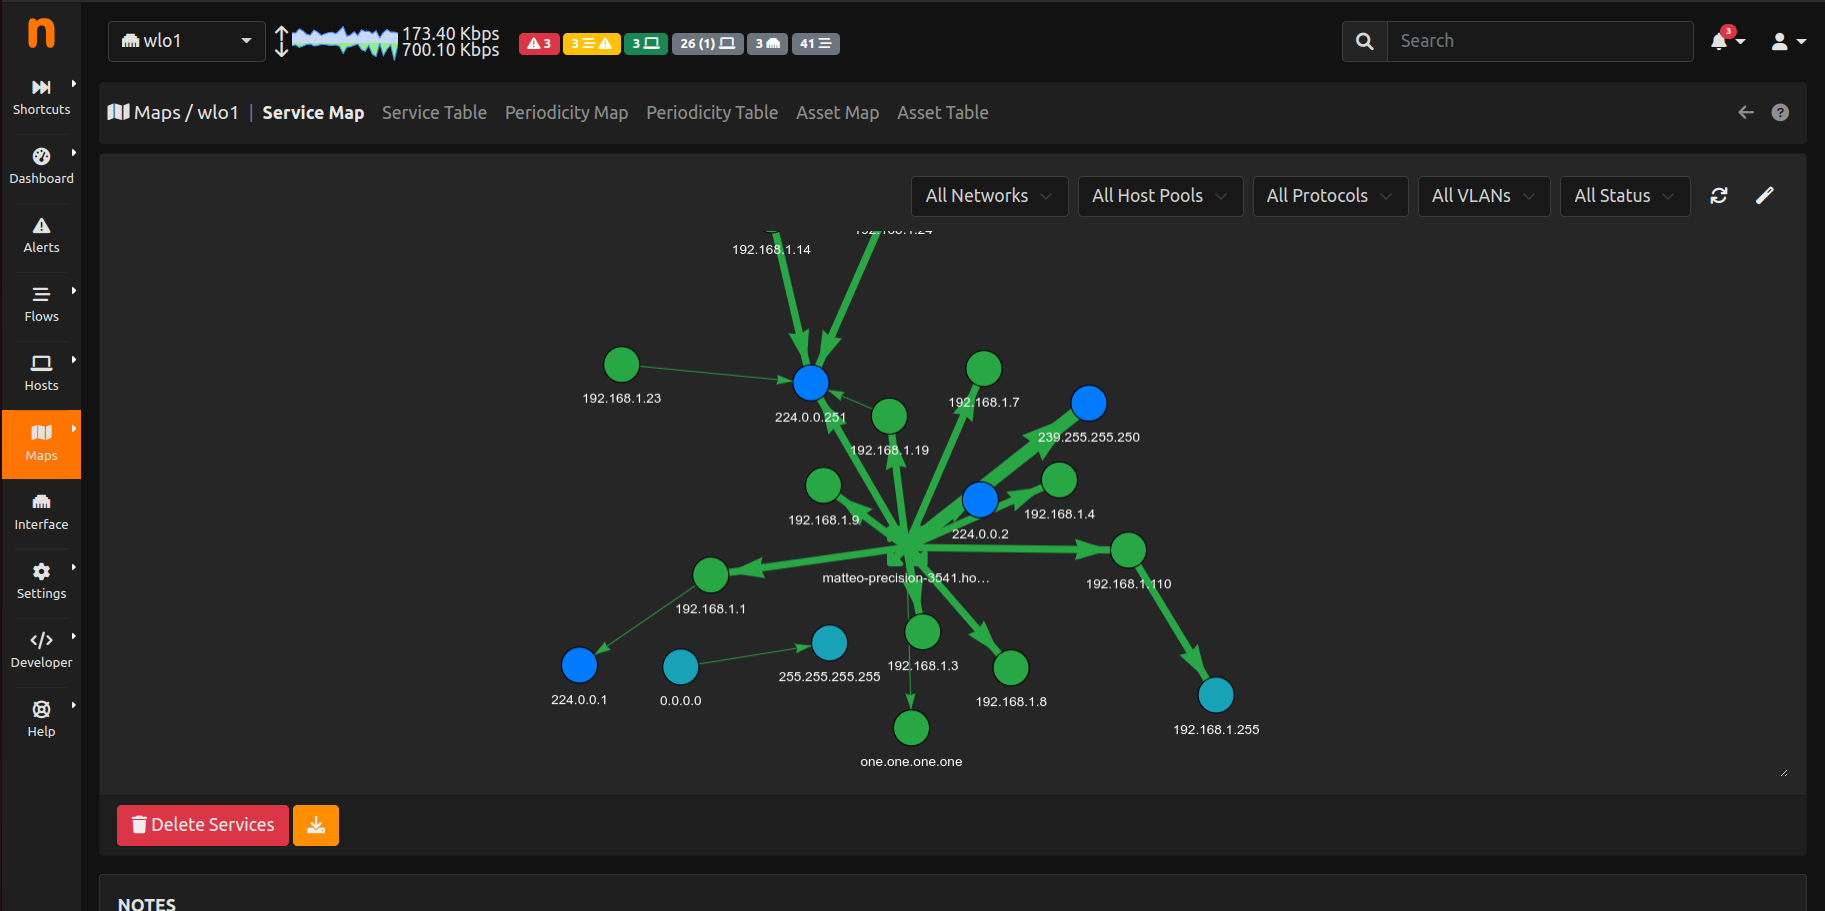 n
wlo1
173.40 Kbps
700.10 Kbps
3
3
3
26 (1)
3
41
Search
3
Shortcuts
Dashboard
Alerts
Flows
Hosts
Maps
Interface
Settings
Developer
Help
Maps / wlo1 | Service Map Service Table Periodicity Map Periodicity Table Asset Map Asset Table
All Networks All Host Pools All Protocols All VLANs All Status
192.168.1.24
192.168.1.14
192.168.1.23
192.168.1.7
224.0.0.251
239.255.255.250
192.168.1.19
192.168.1.9
192.168.1.4
224.0.0.2
matteo-precision-3541.ho...
192.168.1.110
192.168.1.1
192.168.1.3
255.255.255.255
224.0.0.1
0.0.0.0
192.168.1.8
192.168.1.255
one.one.one.one
Delete Services
NOTES